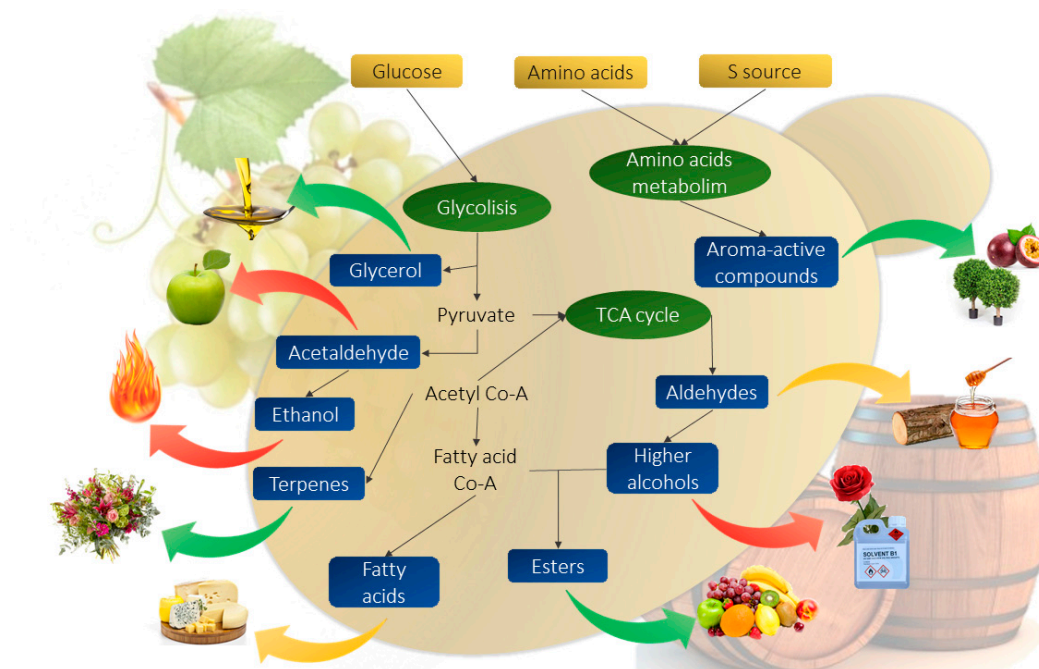 Glucose
Amino acids
S source
Amino acids
metabolim
Glycolisis
Aroma-active
compounds
Glycerol
Pyruvate
TCA cycle
Acetaldehyde
Acetyl Co-A
Aldehydes
Ethanol
Fatty acid
Co-A
Higher
alcohols
Terpenes
SOLVENT B1
Fatty
acids
Esters